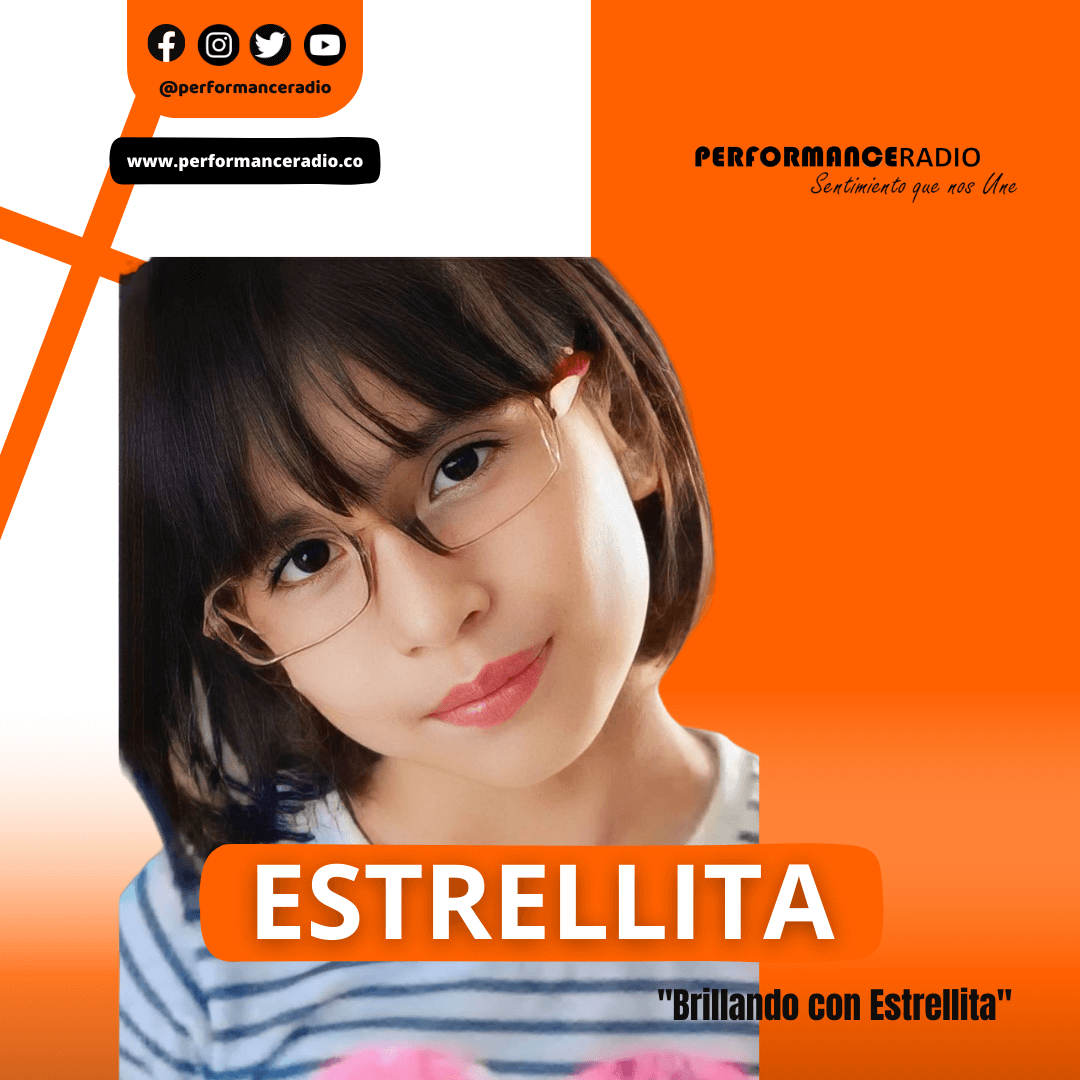 @performanceradio
www.performanceradio.co
PERFORMANCERADIO
Sentimiento que nos Une
ESTRELLITA
"Brillando con Estrellita"